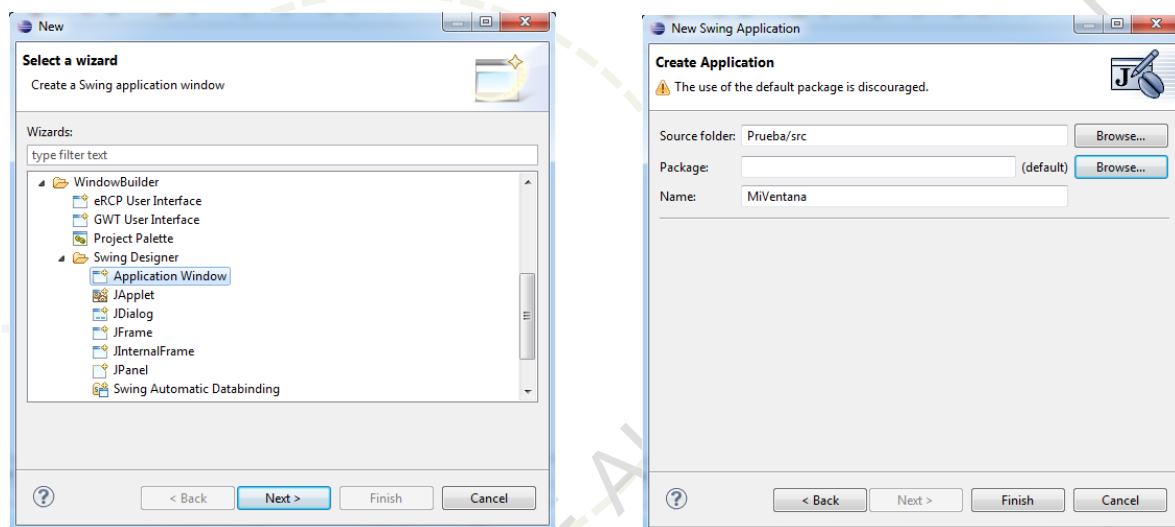 New
Select a wizard
Create a Swing application window
Wizards:
type filter text
WindowBuilder
eRCP User Interface
GWT User Interface
Project Palette
Swing Designer
Application Window
JApplet
JDialog
JFrame
JInternalFrame
JPanel
Swing Automatic Databinding
< Back Next > Finish Cancel
New Swing Application
Create Application
The use of the default package is discouraged.
Source folder: Prueba/src Browse...
Package: (default) Browse...
Name: MiVentana
< Back Next > Finish Cancel